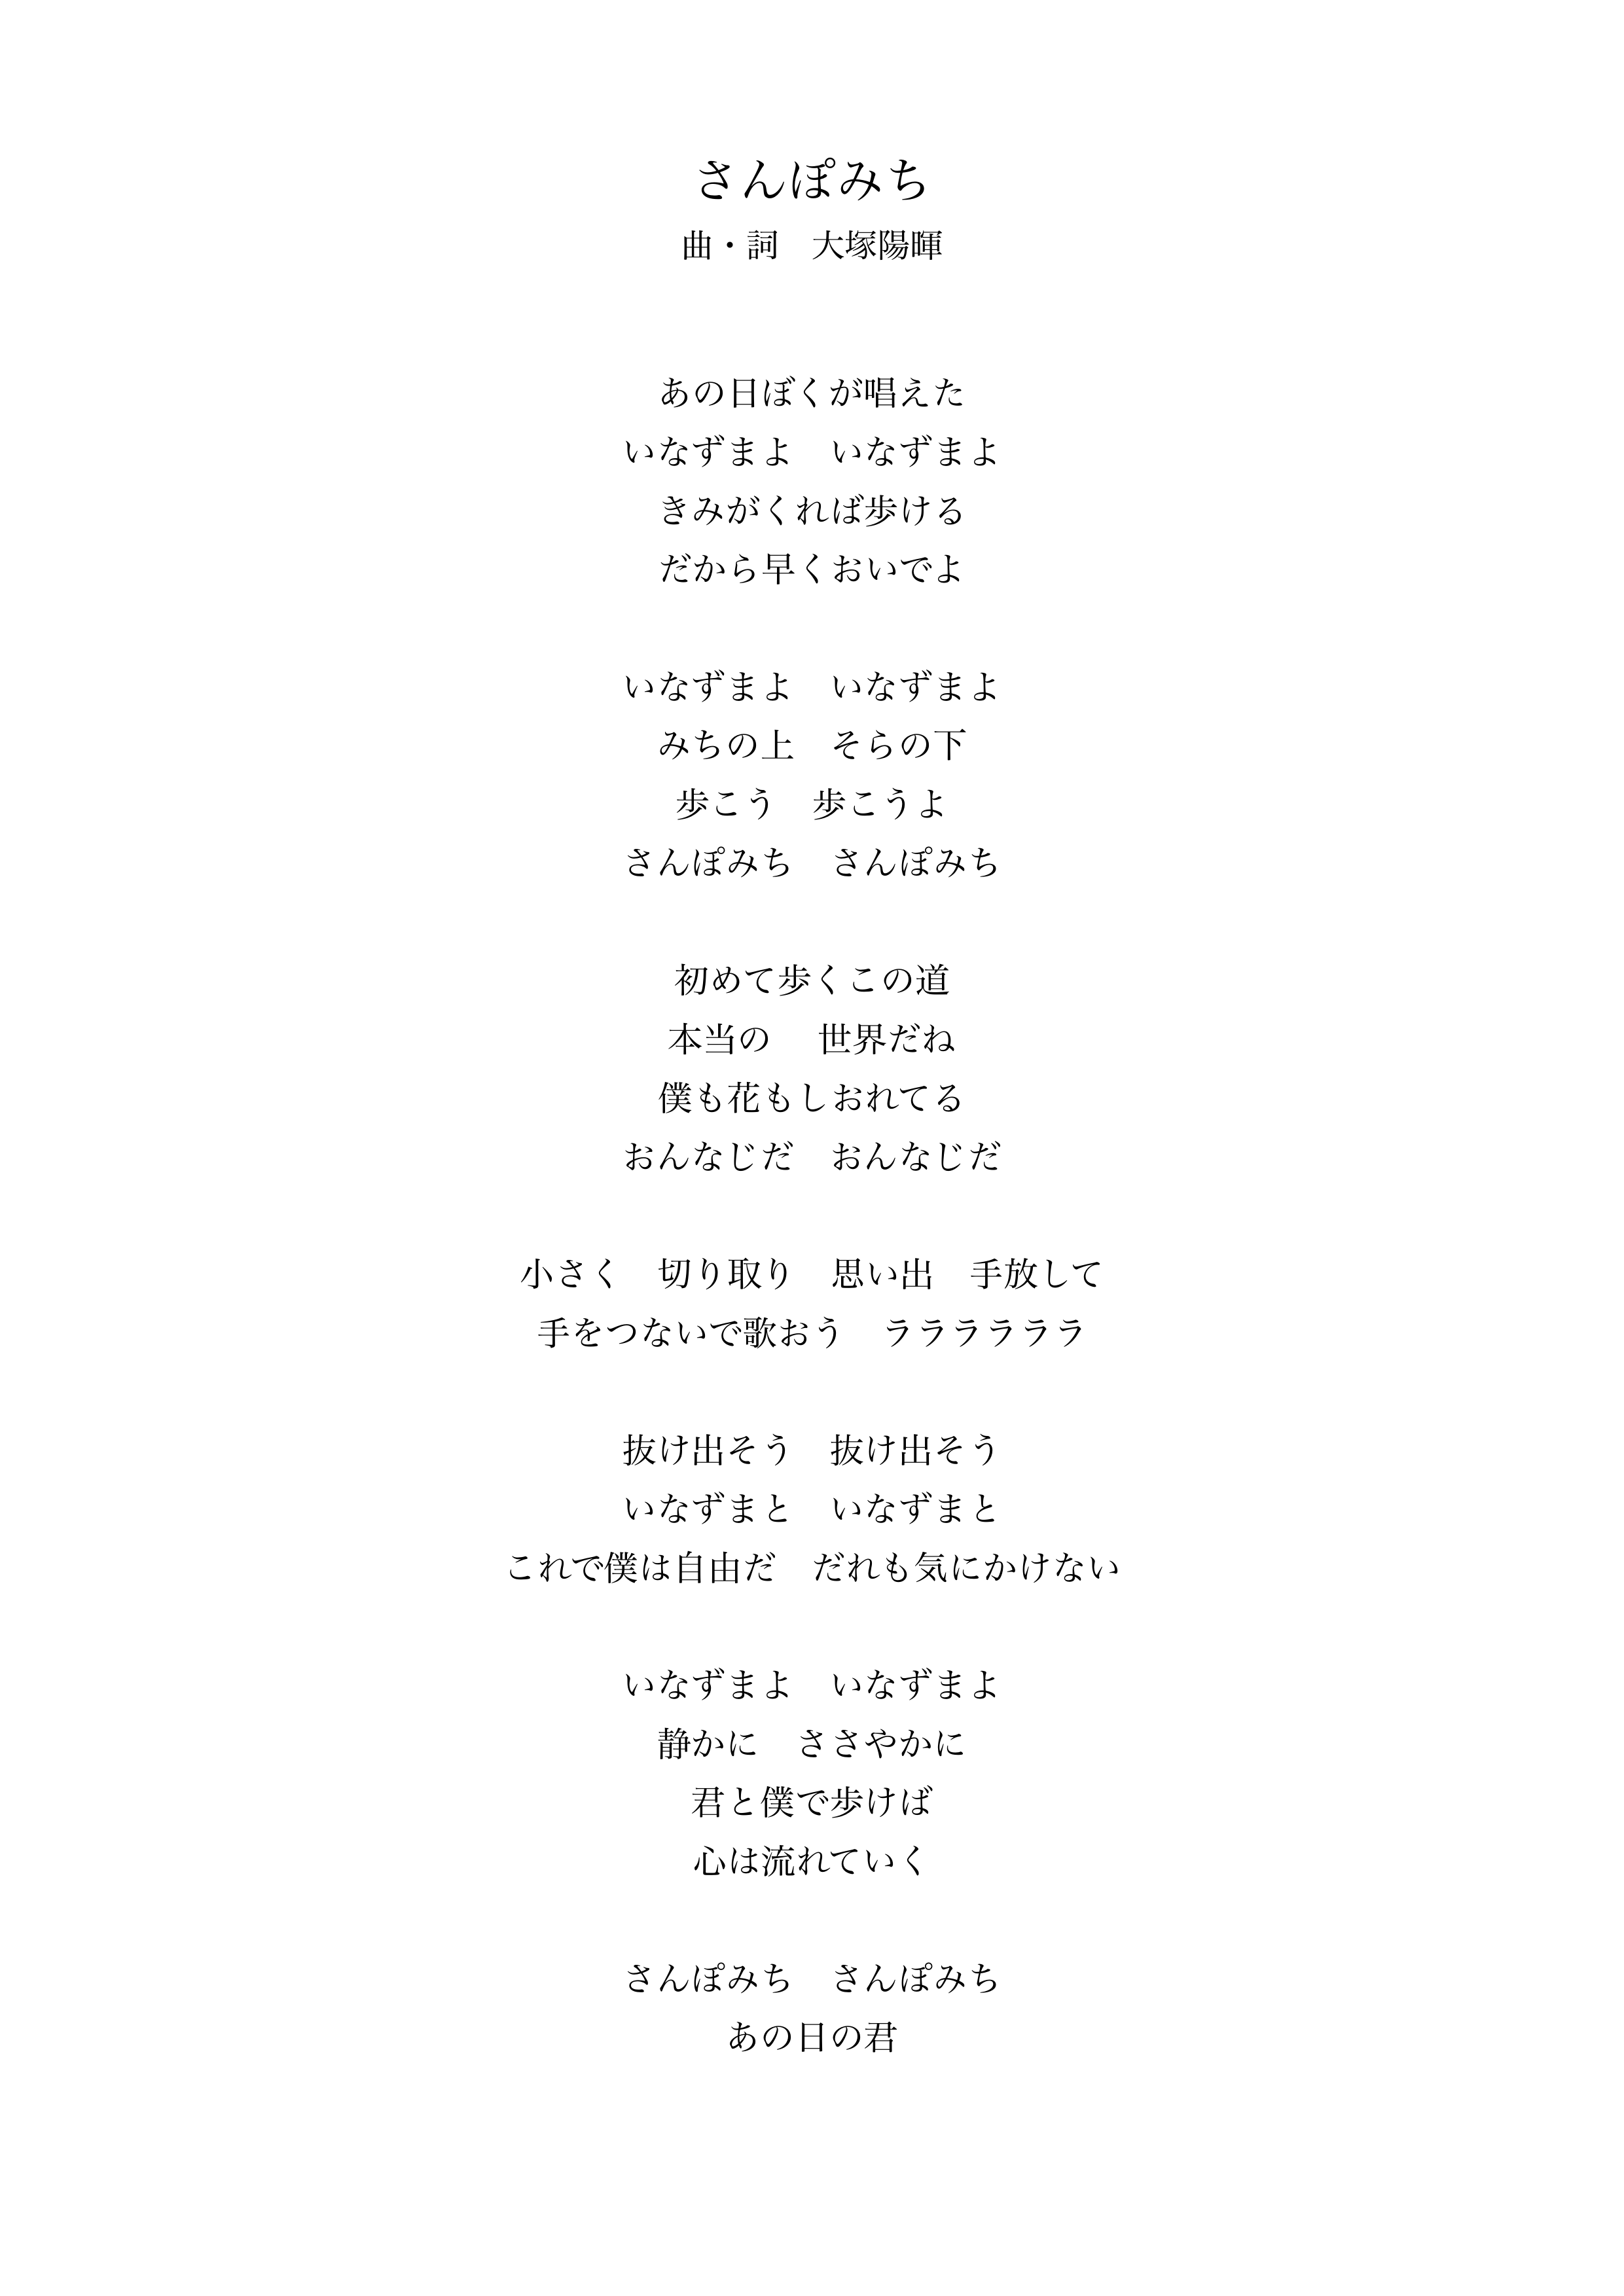 さんぽみち
曲・詞　大塚陽暉
あの日ぼくが唱えた
いなずまよ　いなずまよ
きみがくれば歩ける
だから早くおいでよ
いなずまよ　いなずまよ
みちの上　そらの下
歩こう　歩こうよ
さんぽみち　さんぽみち
初めて歩くこの道
本当の　世界だね
僕も花もしおれてる
おんなじだ　おんなじだ
小さく　切り取り　思い出　手放して
手をつないで歌おう　ララララララ
抜け出そう　抜け出そう
いなずまと　いなずまと
これで僕は自由だ　だれも気にかけない
いなずまよ　いなずまよ
静かに　ささやかに
君と僕で歩けば
心は流れていく
さんぽみち　さんぽみち
あの日の君